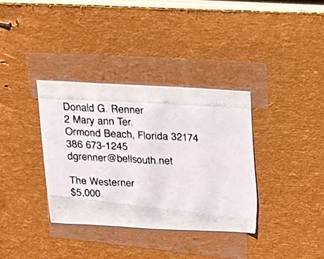 Donald G. Renner
2 Mary ann Ter.
Ormond Beach, Florida 32174
386 673-1245
dgrenner@bellsouth.net
The Westerner
$5,000